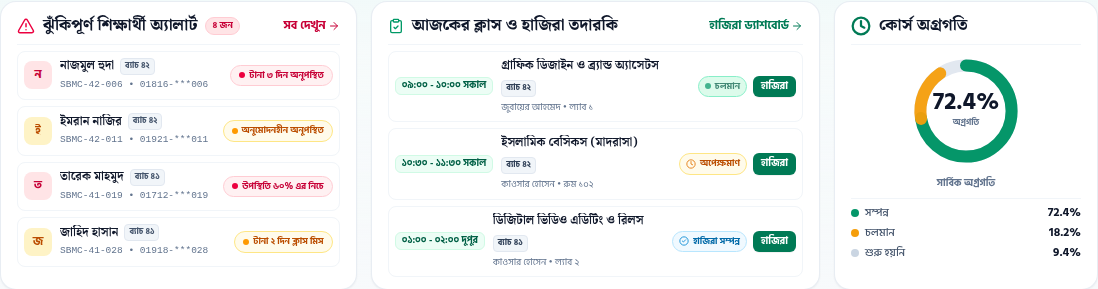 ঝুঁকিপূর্ণ শিক্ষার্থী অ্যালার্ট ৪ জন সব দেখুন →
ন নাজমুল হুদা ব্যাচ ৪২
SBMC-42-006 • 01816-***006
টানা ৩ দিন অনুপস্থিত
ই ইমরান নাজির ব্যাচ ৪২
SBMC-42-011 • 01921-***011
অনুমোদনহীন অনুপস্থিত
ত তারেক মাহমুদ ব্যাচ ৪১
SBMC-41-019 • 01712-***019
উপস্থিতি ৬০% এর নিচে
জ জাহিদ হাসান ব্যাচ ৪১
SBMC-41-028 • 01918-***028
টানা ২ দিন ক্লাস মিস
আজকের ক্লাস ও হাজিরা তদারকি হাজিরা ড্যাশবোর্ড →
০৯:০০ - ১০:০০ সকাল
গ্রাফিক ডিজাইন ও ব্র্যান্ড অ্যাসেটস
ব্যাচ ৪২
জুবায়ের আহমেদ • ল্যাব ১
চলমান হাজিরা
১০:৩০ - ১১:৩০ সকাল
ইসলামিক বেসিকস (মাদরাসা)
ব্যাচ ৪২
কাওসার হোসেন • রুম ১০২
অপেক্ষমাণ হাজিরা
০১:০০ - ০২:০০ দুপুর
ডিজিটাল ভিডিও এডিটিং ও রিলস
ব্যাচ ৪১
কাওসার হোসেন • ল্যাব ২
হাজিরা সম্পন্ন হাজিরা
কোর্স অগ্রগতি
72.4%
অগ্রগতি
সার্বিক অগ্রগতি
সম্পন্ন 72.4%
চলমান 18.2%
শুরু হয়নি 9.4%